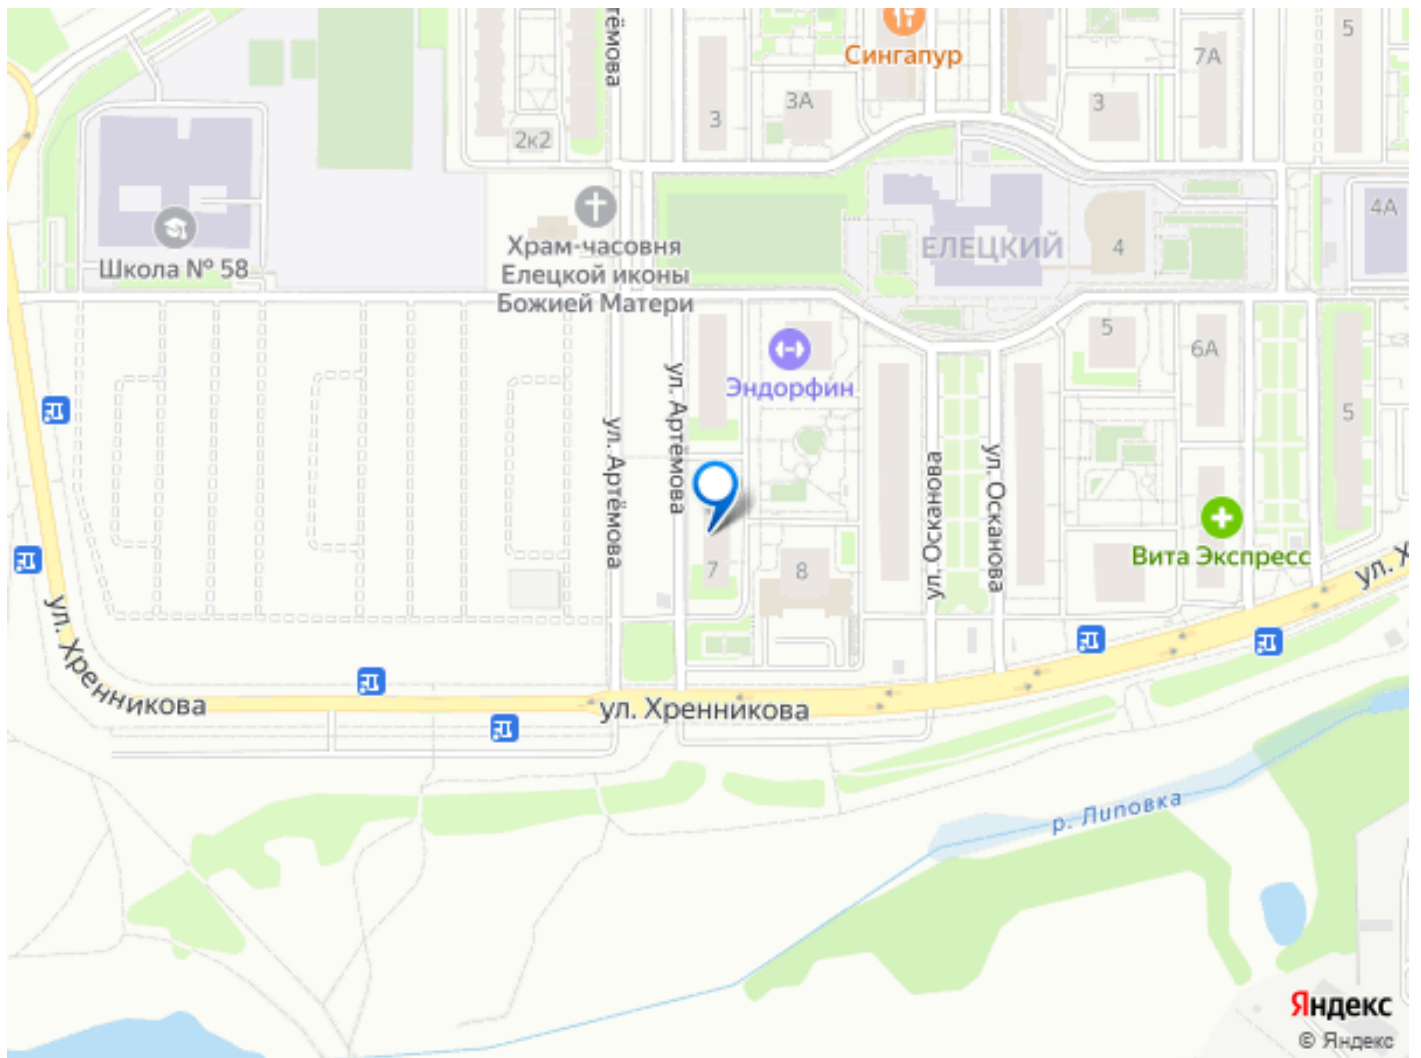 тёмова
Сингапур
5
7А
3
3А
3
2к2
4А
Храм-часовня
Елецкой иконы
Божией Матери
ЕЛЕЦКИЙ
4
Школа № 58
5
6А
Эндорфин
ул. Артёмова
ул. Артёмова
5
ул. Осканова
ул. Осканова
Вита Экспресс
7
8
ул. Х
ул. Хренникова
ул. Хренникова
р. Липовка
Яндекс
© Яндекс